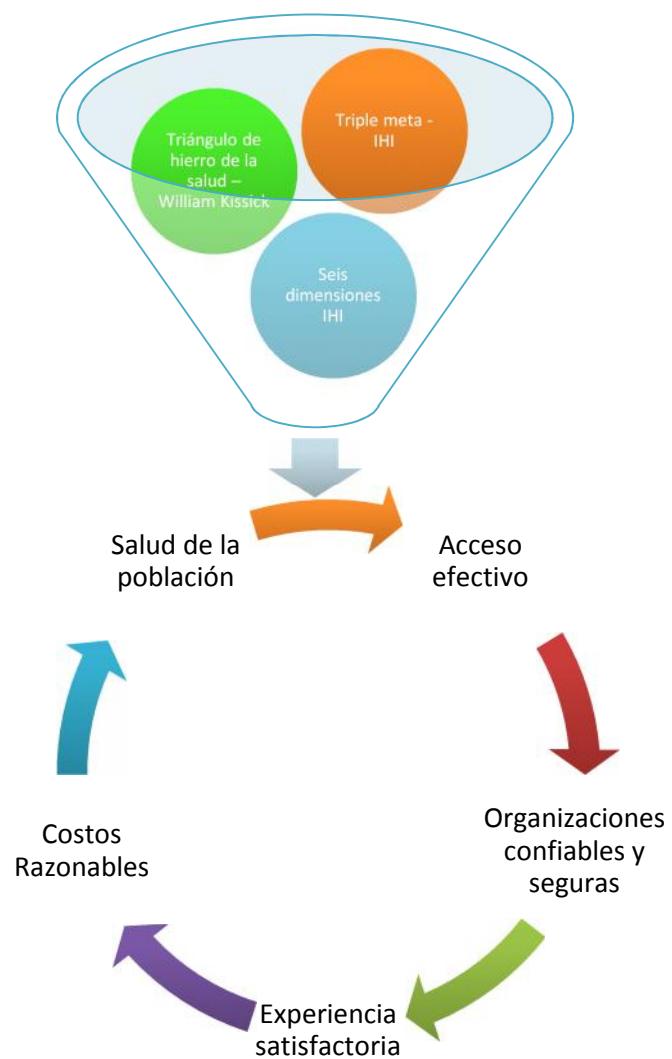 Triángulo de
hierro de la
salud –
William Kissick
Triple meta -
IHI
Seis
dimensiones
IHI
Salud de la
población
Acceso
efectivo
Organizaciones
confiables y
seguras
Experiencia
satisfactoria
Costos
Razonables